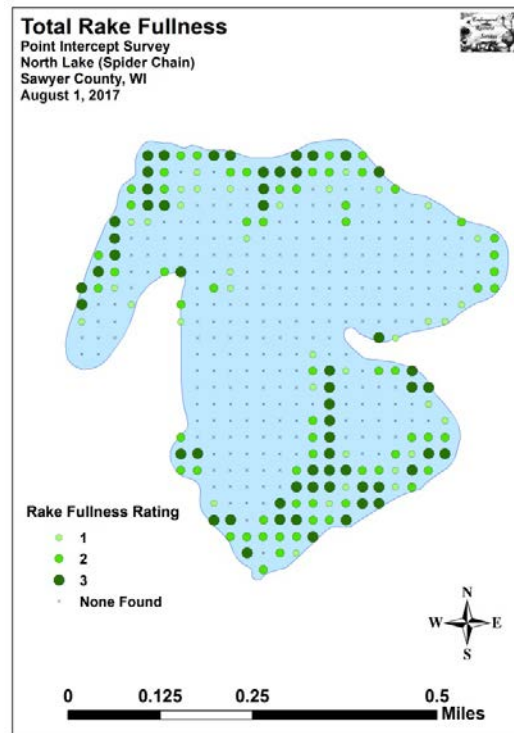 Total Rake Fullness
Point Intercept Survey
North Lake (Spider Chain)
Sawyer County, WI
August 1, 2017
Rake Fullness Rating
1
2
3
None Found
N
W E
S
0 0.125 0.25 0.5
Miles